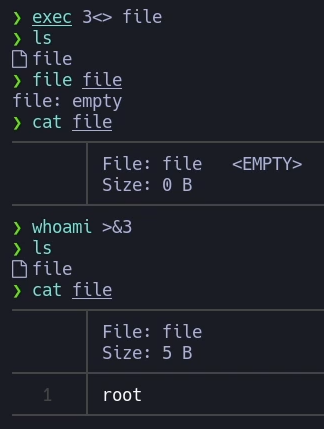 ❯ exec 3<> file
❯ ls
file
❯ file file
file: empty
❯ cat file
File: file   <EMPTY>
Size: 0 B
❯ whoami >&3
❯ ls
file
❯ cat file
File: file
Size: 5 B
1 root